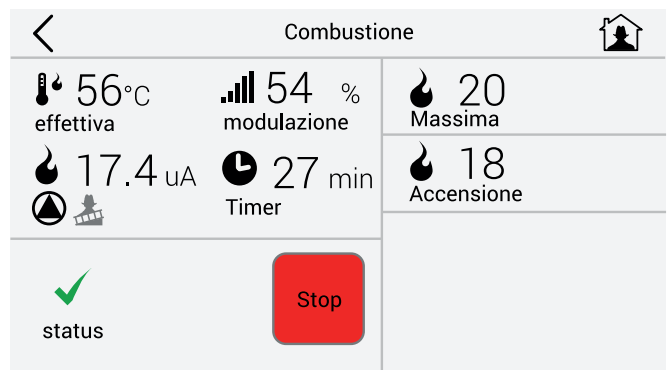 Combustione
56°C
effettiva
54 %
modulazione
17.4 uA
27 min
Timer
20
Massima
18
Accensione
status
Stop